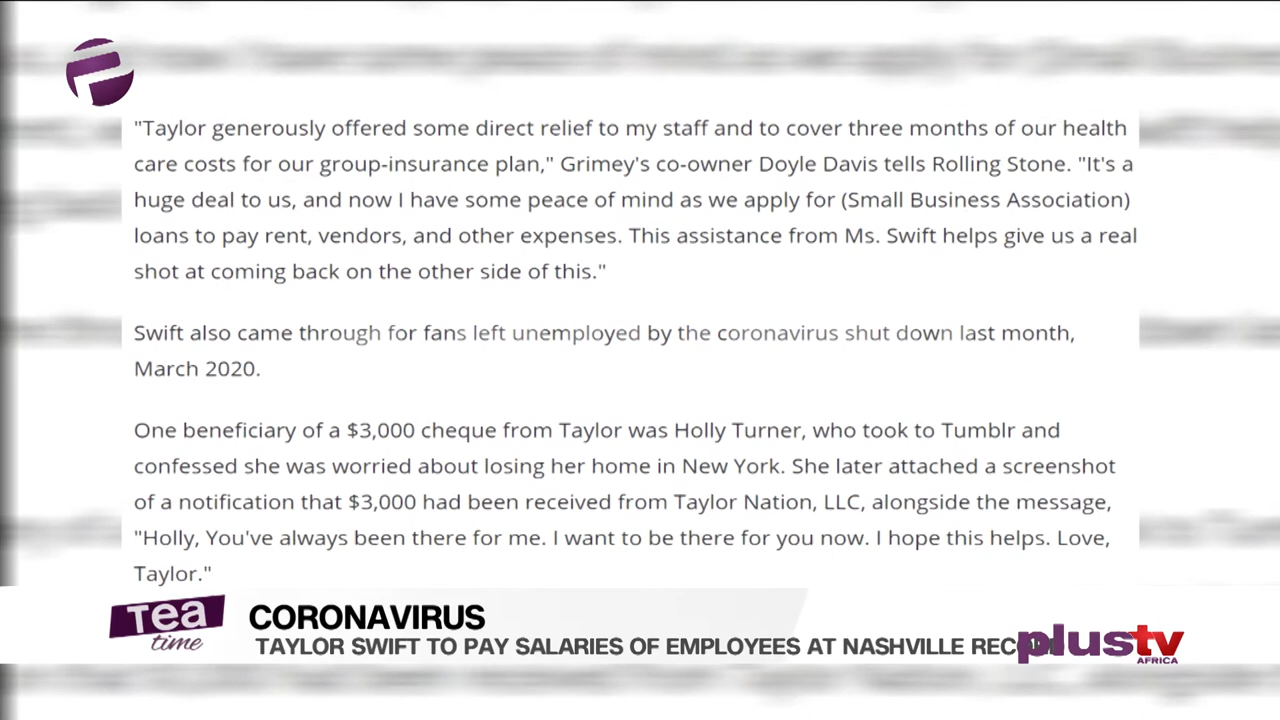 "Taylor generously offered some direct relief to my staff and to cover three months of our health
care costs for our group-insurance plan," Grimey's co-owner Doyle Davis tells Rolling Stone. "It's a
huge deal to us, and now I have some peace of mind as we apply for (Small Business Association)
loans to pay rent, vendors, and other expenses. This assistance from Ms. Swift helps give us a real
shot at coming back on the other side of this."
Swift also came through for fans left unemployed by the coronavirus shut down last month,
March 2020.
One beneficiary of a $3,000 cheque from Taylor was Holly Turner, who took to Tumblr and
confessed she was worried about losing her home in New York. She later attached a screenshot
of a notification that $3,000 had been received from Taylor Nation, LLC, alongside the message,
"Holly, You've always been there for me. I want to be there for you now. I hope this helps. Love,
Taylor."
Tea
time
CORONAVIRUS
TAYLOR SWIFT TO PAY SALARIES OF EMPLOYEES AT NASHVILLE
plustv
AFRICA